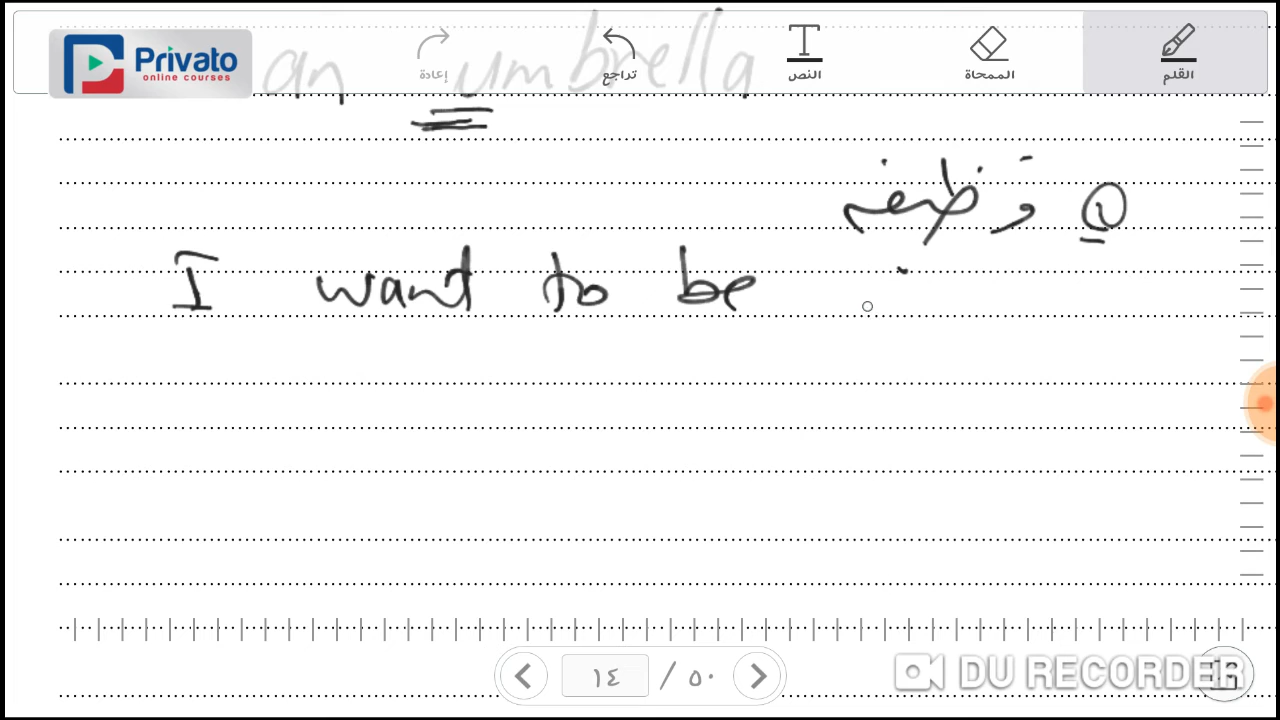 Privato
online courses
إعادة
تراجع
النص
الممحاة
القلم
an umbrella
① وظيفة
I want to be
١٤ / ٥٠
DU RECORDER